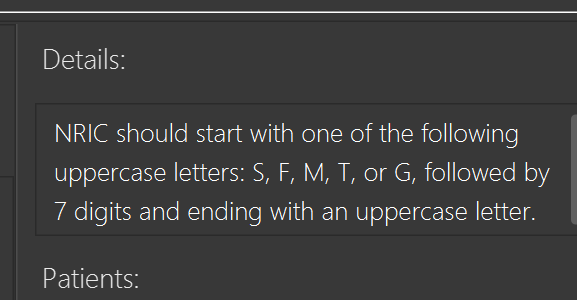 Details:
NRIC should start with one of the following
uppercase letters: S, F, M, T, or G, followed by
7 digits and ending with an uppercase letter.
Patients: